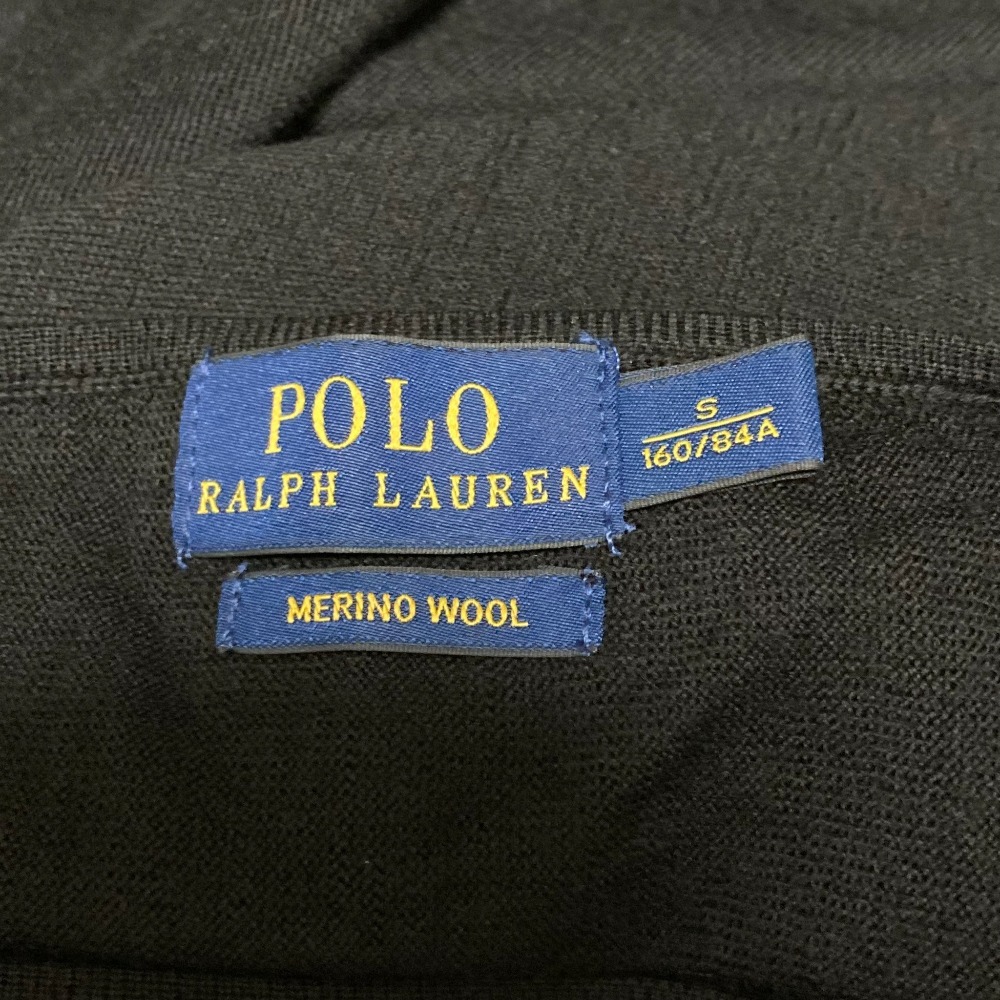 POLO
RALPH LAUREN
S
160/84A
MERINO WOOL